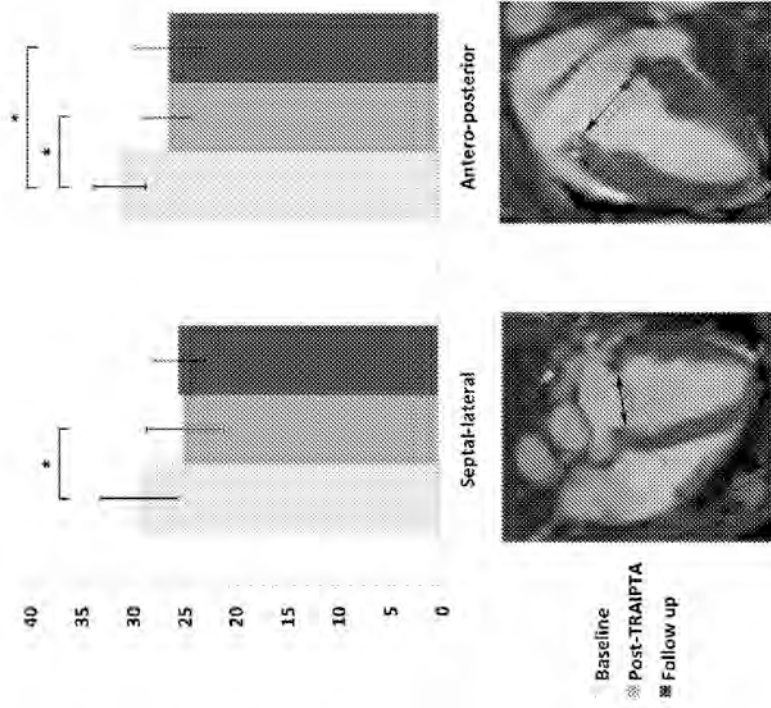 40
35
30
25
20
15
10
5
0
*
*
*
Septal-lateral
Antero-posterior
Baseline
Post-TRAIPTA
Follow up